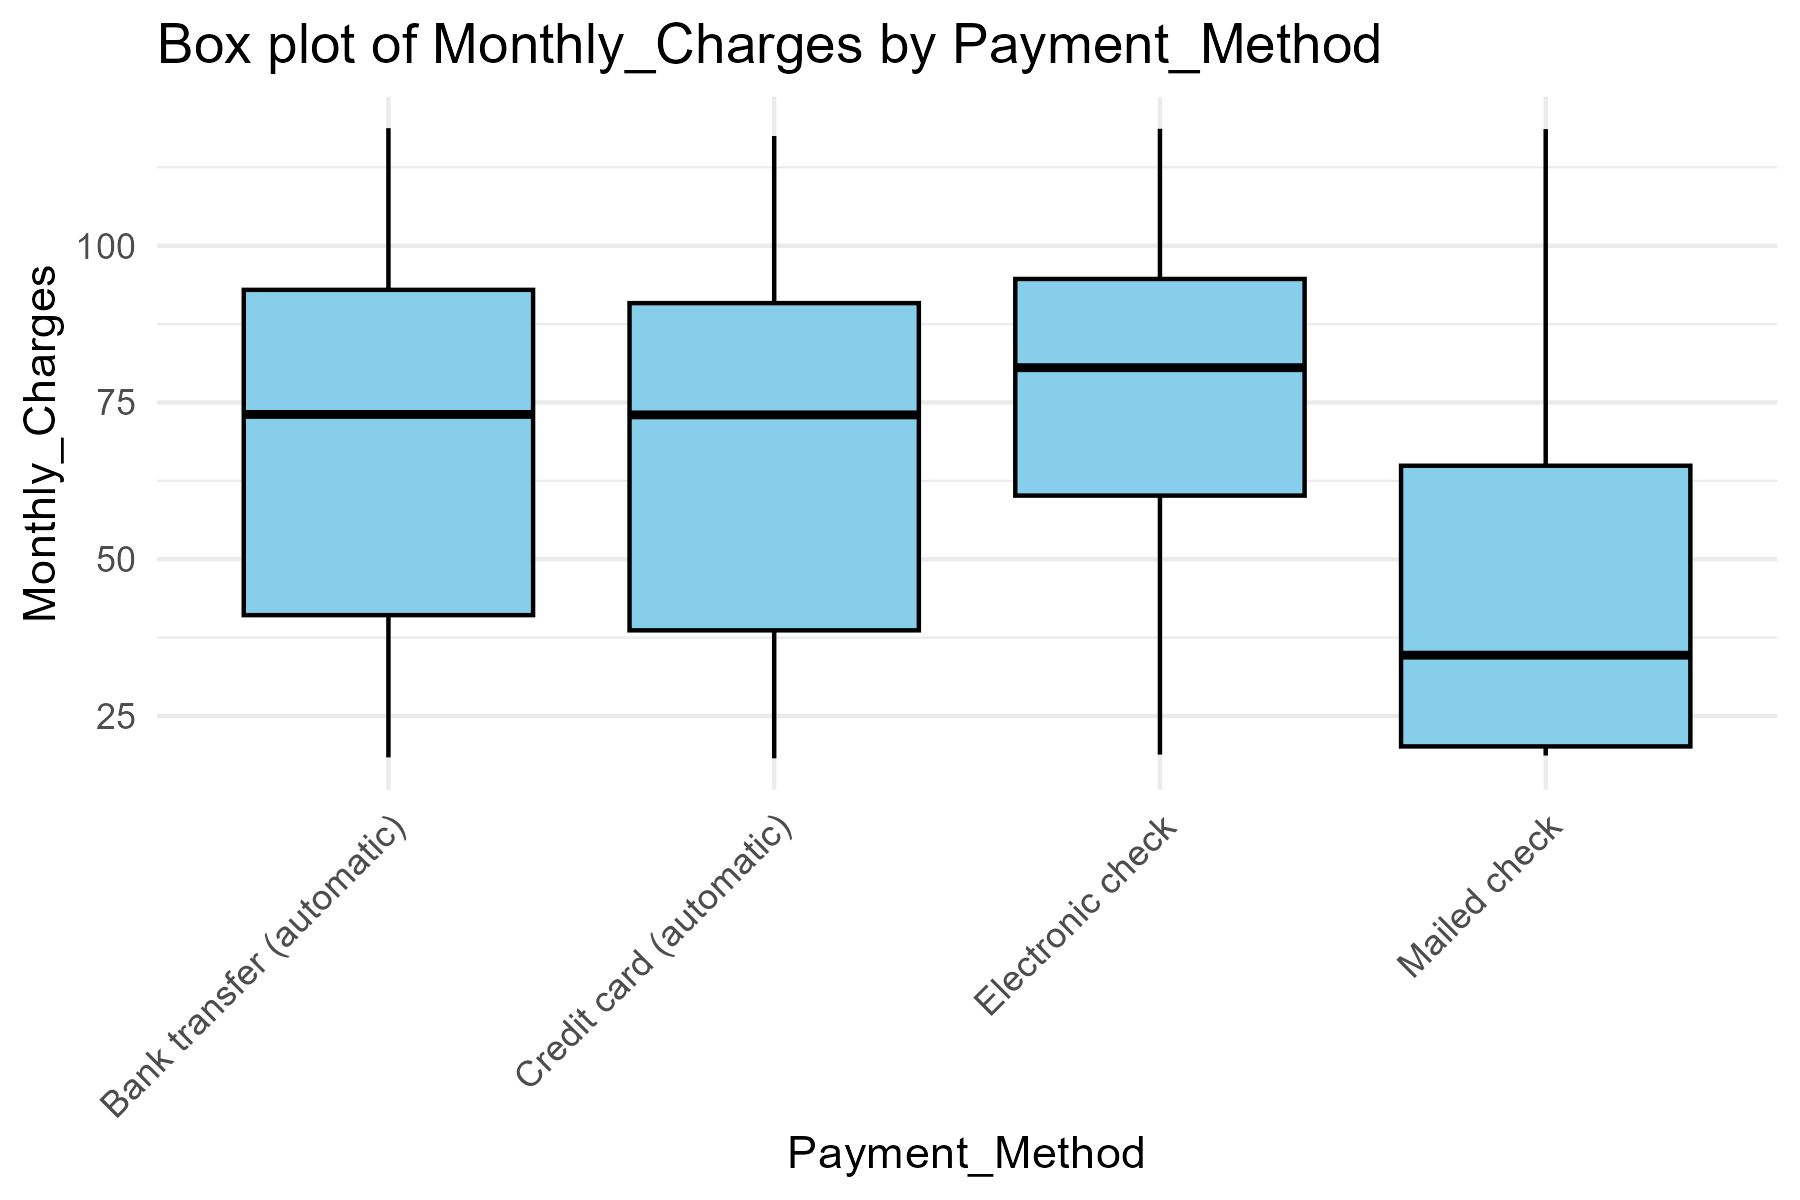 Box plot of Monthly_Charges by Payment_Method
Monthly_Charges
100
75
50
25
Bank transfer (automatic)
Credit card (automatic)
Electronic check
Mailed check
Payment_Method